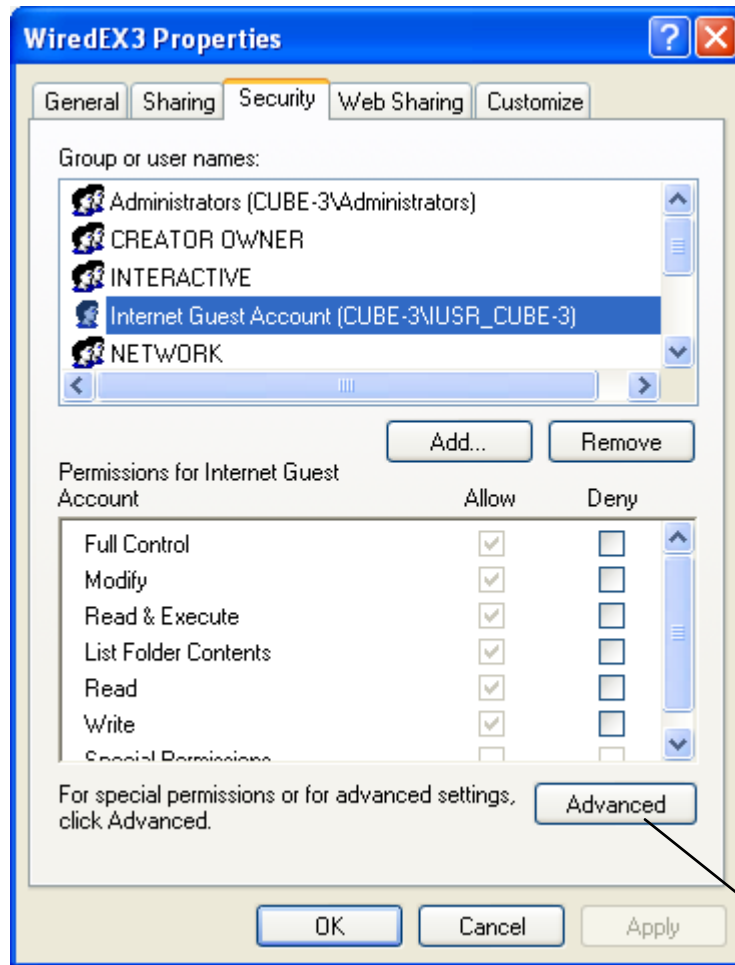 WiredEX3 Properties
General Sharing Security Web Sharing Customize
Group or user names:
Administrators (CUBE-3\Administrators)
CREATOR OWNER
INTERACTIVE
Internet Guest Account (CUBE-3\IUSR_CUBE-3)
NETWORK
Add... Remove
Permissions for Internet Guest
Account Allow Deny
Full Control
Modify
Read & Execute
List Folder Contents
Read
Write
Special Permissions
For special permissions or for advanced settings,
click Advanced.
Advanced
OK Cancel Apply